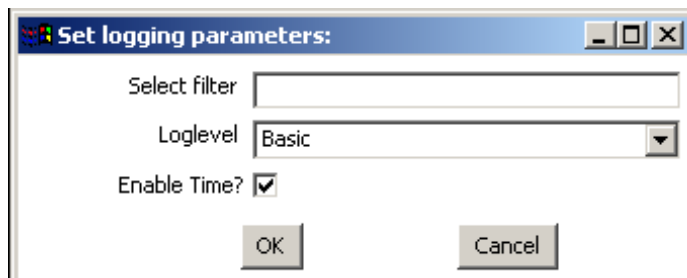 Set logging parameters:
Select filter
Loglevel Basic
Enable Time?
OK Cancel